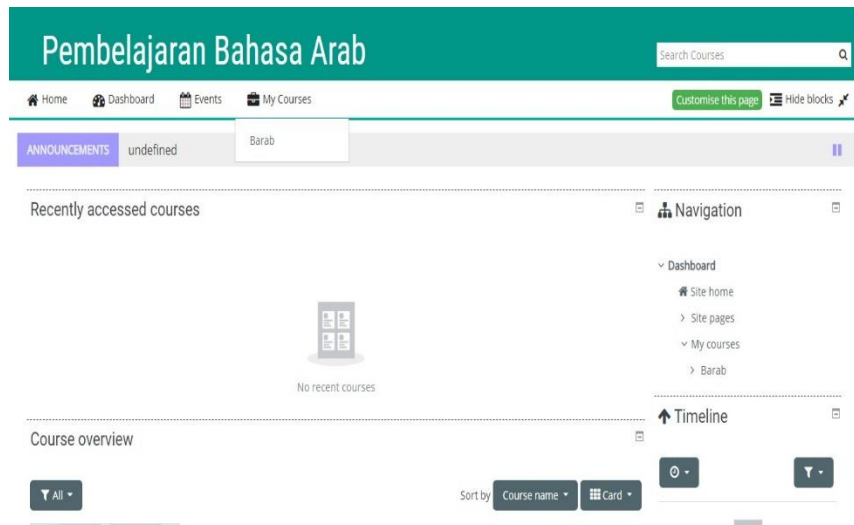 Pembelajaran Bahasa Arab
Search Courses
Home Dashboard Events My Courses Customise this page Hide blocks
Barab
ANNOUNCEMENTS undefined
Recently accessed courses
No recent courses
Course overview
All Sort by Course name Card
Navigation
Dashboard
Site home
Site pages
My courses
Barab
Timeline